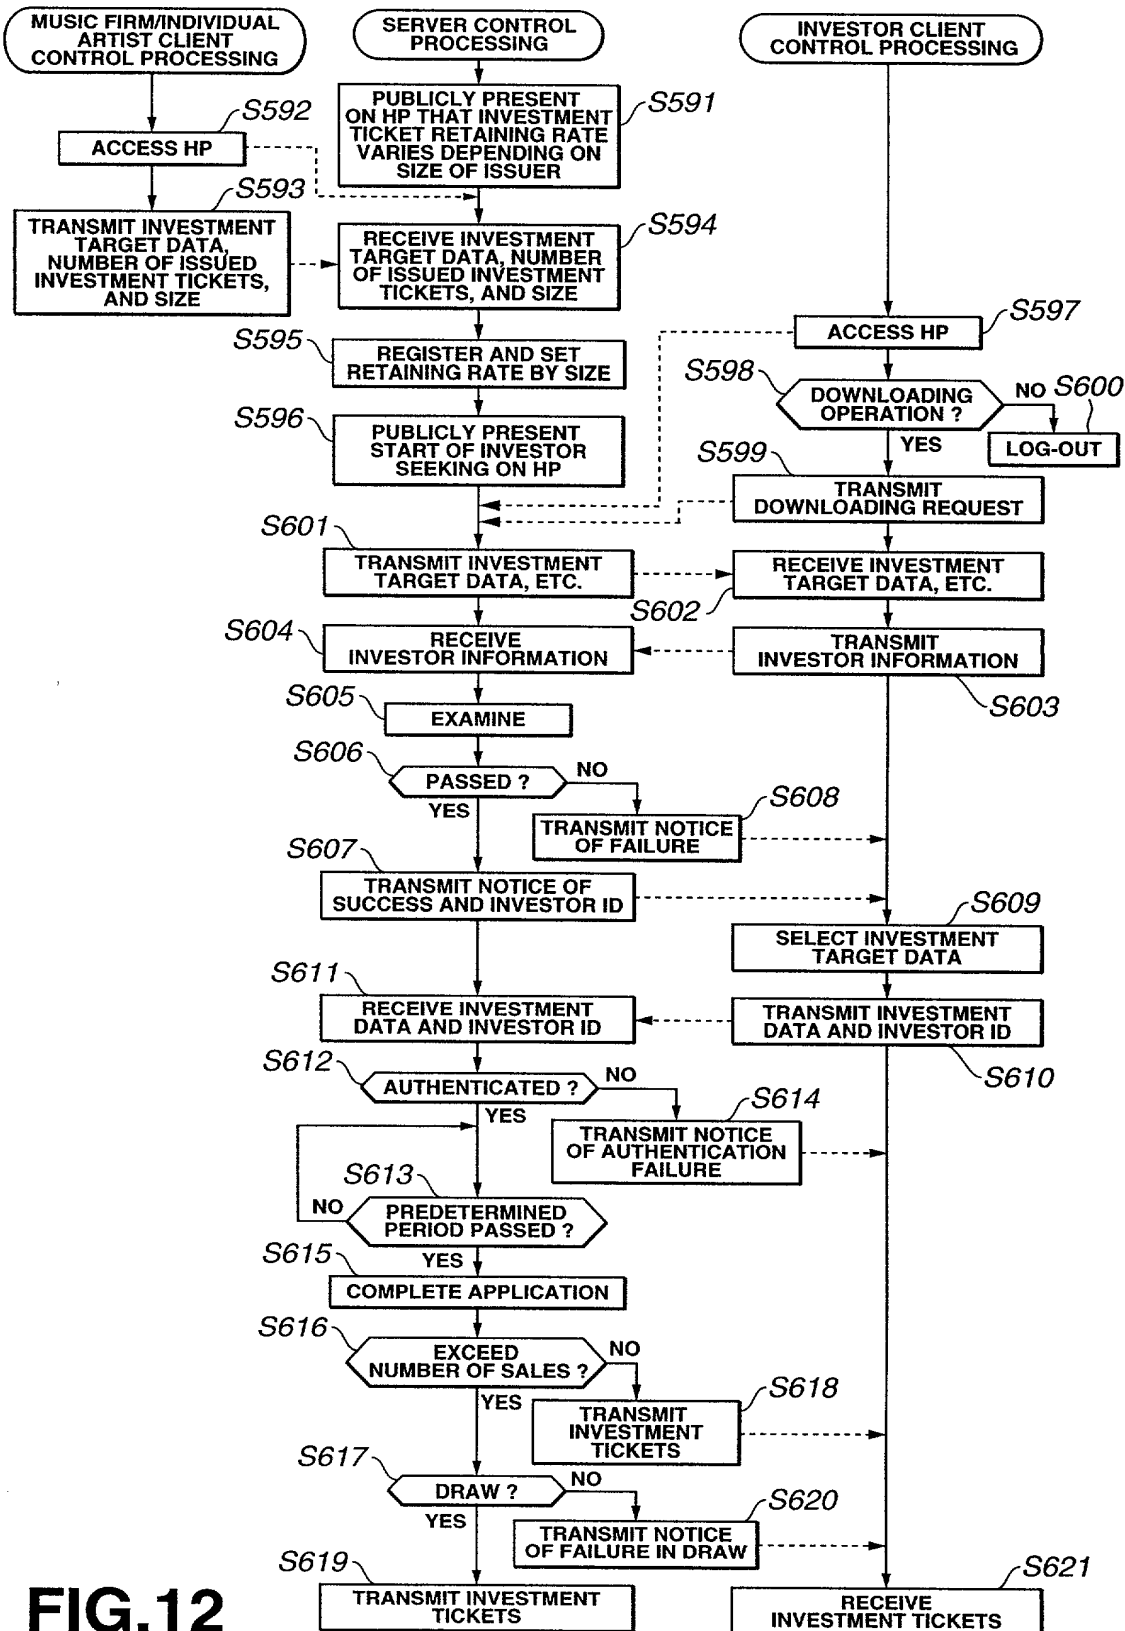 MUSIC FIRM/INDIVIDUAL
ARTIST CLIENT
CONTROL PROCESSING
SERVER CONTROL
PROCESSING
INVESTOR CLIENT
CONTROL PROCESSING
S591
PUBLICLY PRESENT
ON HP THAT INVESTMENT
TICKET RETAINING RATE
VARIES DEPENDING ON
SIZE OF ISSUER
S592
ACCESS HP
S593
TRANSMIT INVESTMENT
TARGET DATA,
NUMBER OF ISSUED
INVESTMENT TICKETS,
AND SIZE
S594
RECEIVE INVESTMENT
TARGET DATA, NUMBER
OF ISSUED INVESTMENT
TICKETS, AND SIZE
S595
REGISTER AND SET
RETAINING RATE BY SIZE
S596
PUBLICLY PRESENT
START OF INVESTOR
SEEKING ON HP
S597
ACCESS HP
S598
DOWNLOADING
OPERATION ?
NO
S600
LOG-OUT
YES
S599
TRANSMIT
DOWNLOADING REQUEST
S601
TRANSMIT INVESTMENT
TARGET DATA, ETC.
RECEIVE INVESTMENT
TARGET DATA, ETC.
S602
S604
RECEIVE
INVESTOR INFORMATION
TRANSMIT
INVESTOR INFORMATION
S603
S605
EXAMINE
S606
PASSED ?
NO
YES
S608
TRANSMIT NOTICE
OF FAILURE
S607
TRANSMIT NOTICE OF
SUCCESS AND INVESTOR ID
S609
SELECT INVESTMENT
TARGET DATA
S611
RECEIVE INVESTMENT
DATA AND INVESTOR ID
TRANSMIT INVESTMENT
DATA AND INVESTOR ID
S610
S612
AUTHENTICATED ?
NO
YES
S614
TRANSMIT NOTICE
OF AUTHENTICATION
FAILURE
S613
NO
PREDETERMINED
PERIOD PASSED ?
YES
S615
COMPLETE APPLICATION
S616
EXCEED
NUMBER OF SALES ?
NO
YES
S618
TRANSMIT
INVESTMENT
TICKETS
S617
DRAW ?
NO
YES
S620
TRANSMIT NOTICE
OF FAILURE IN DRAW
S619
TRANSMIT INVESTMENT
TICKETS
S621
RECEIVE
INVESTMENT TICKETS
FIG.12